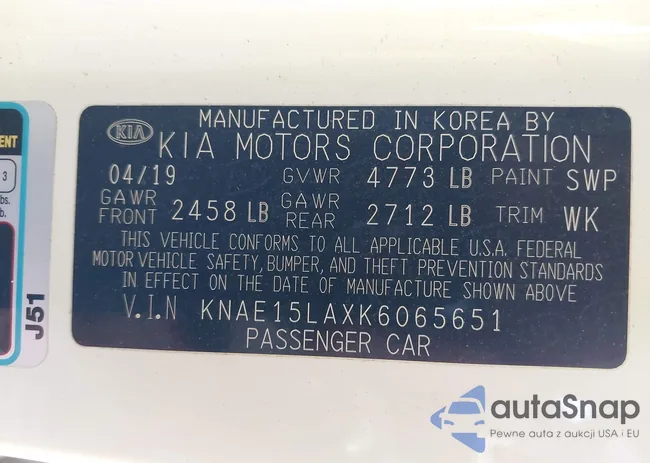 MANUFACTURED IN KOREA BY
KIA KIA MOTORS CORPORATION
04/19 GVWR 4773 LB PAINT SWP
GAWR FRONT 2458 LB GAWR REAR 2712 LB TRIM WK
THIS VEHICLE CONFORMS TO ALL APPLICABLE U.S.A. FEDERAL
MOTOR VEHICLE SAFETY, BUMPER, AND THEFT PREVENTION STANDARDS
IN EFFECT ON THE DATE OF MANUFACTURE SHOWN ABOVE
V.I.N KNAE15LAXK6065651
PASSENGER CAR
3
J51
autaSnap
Pewne auta z aukcji USA i EU